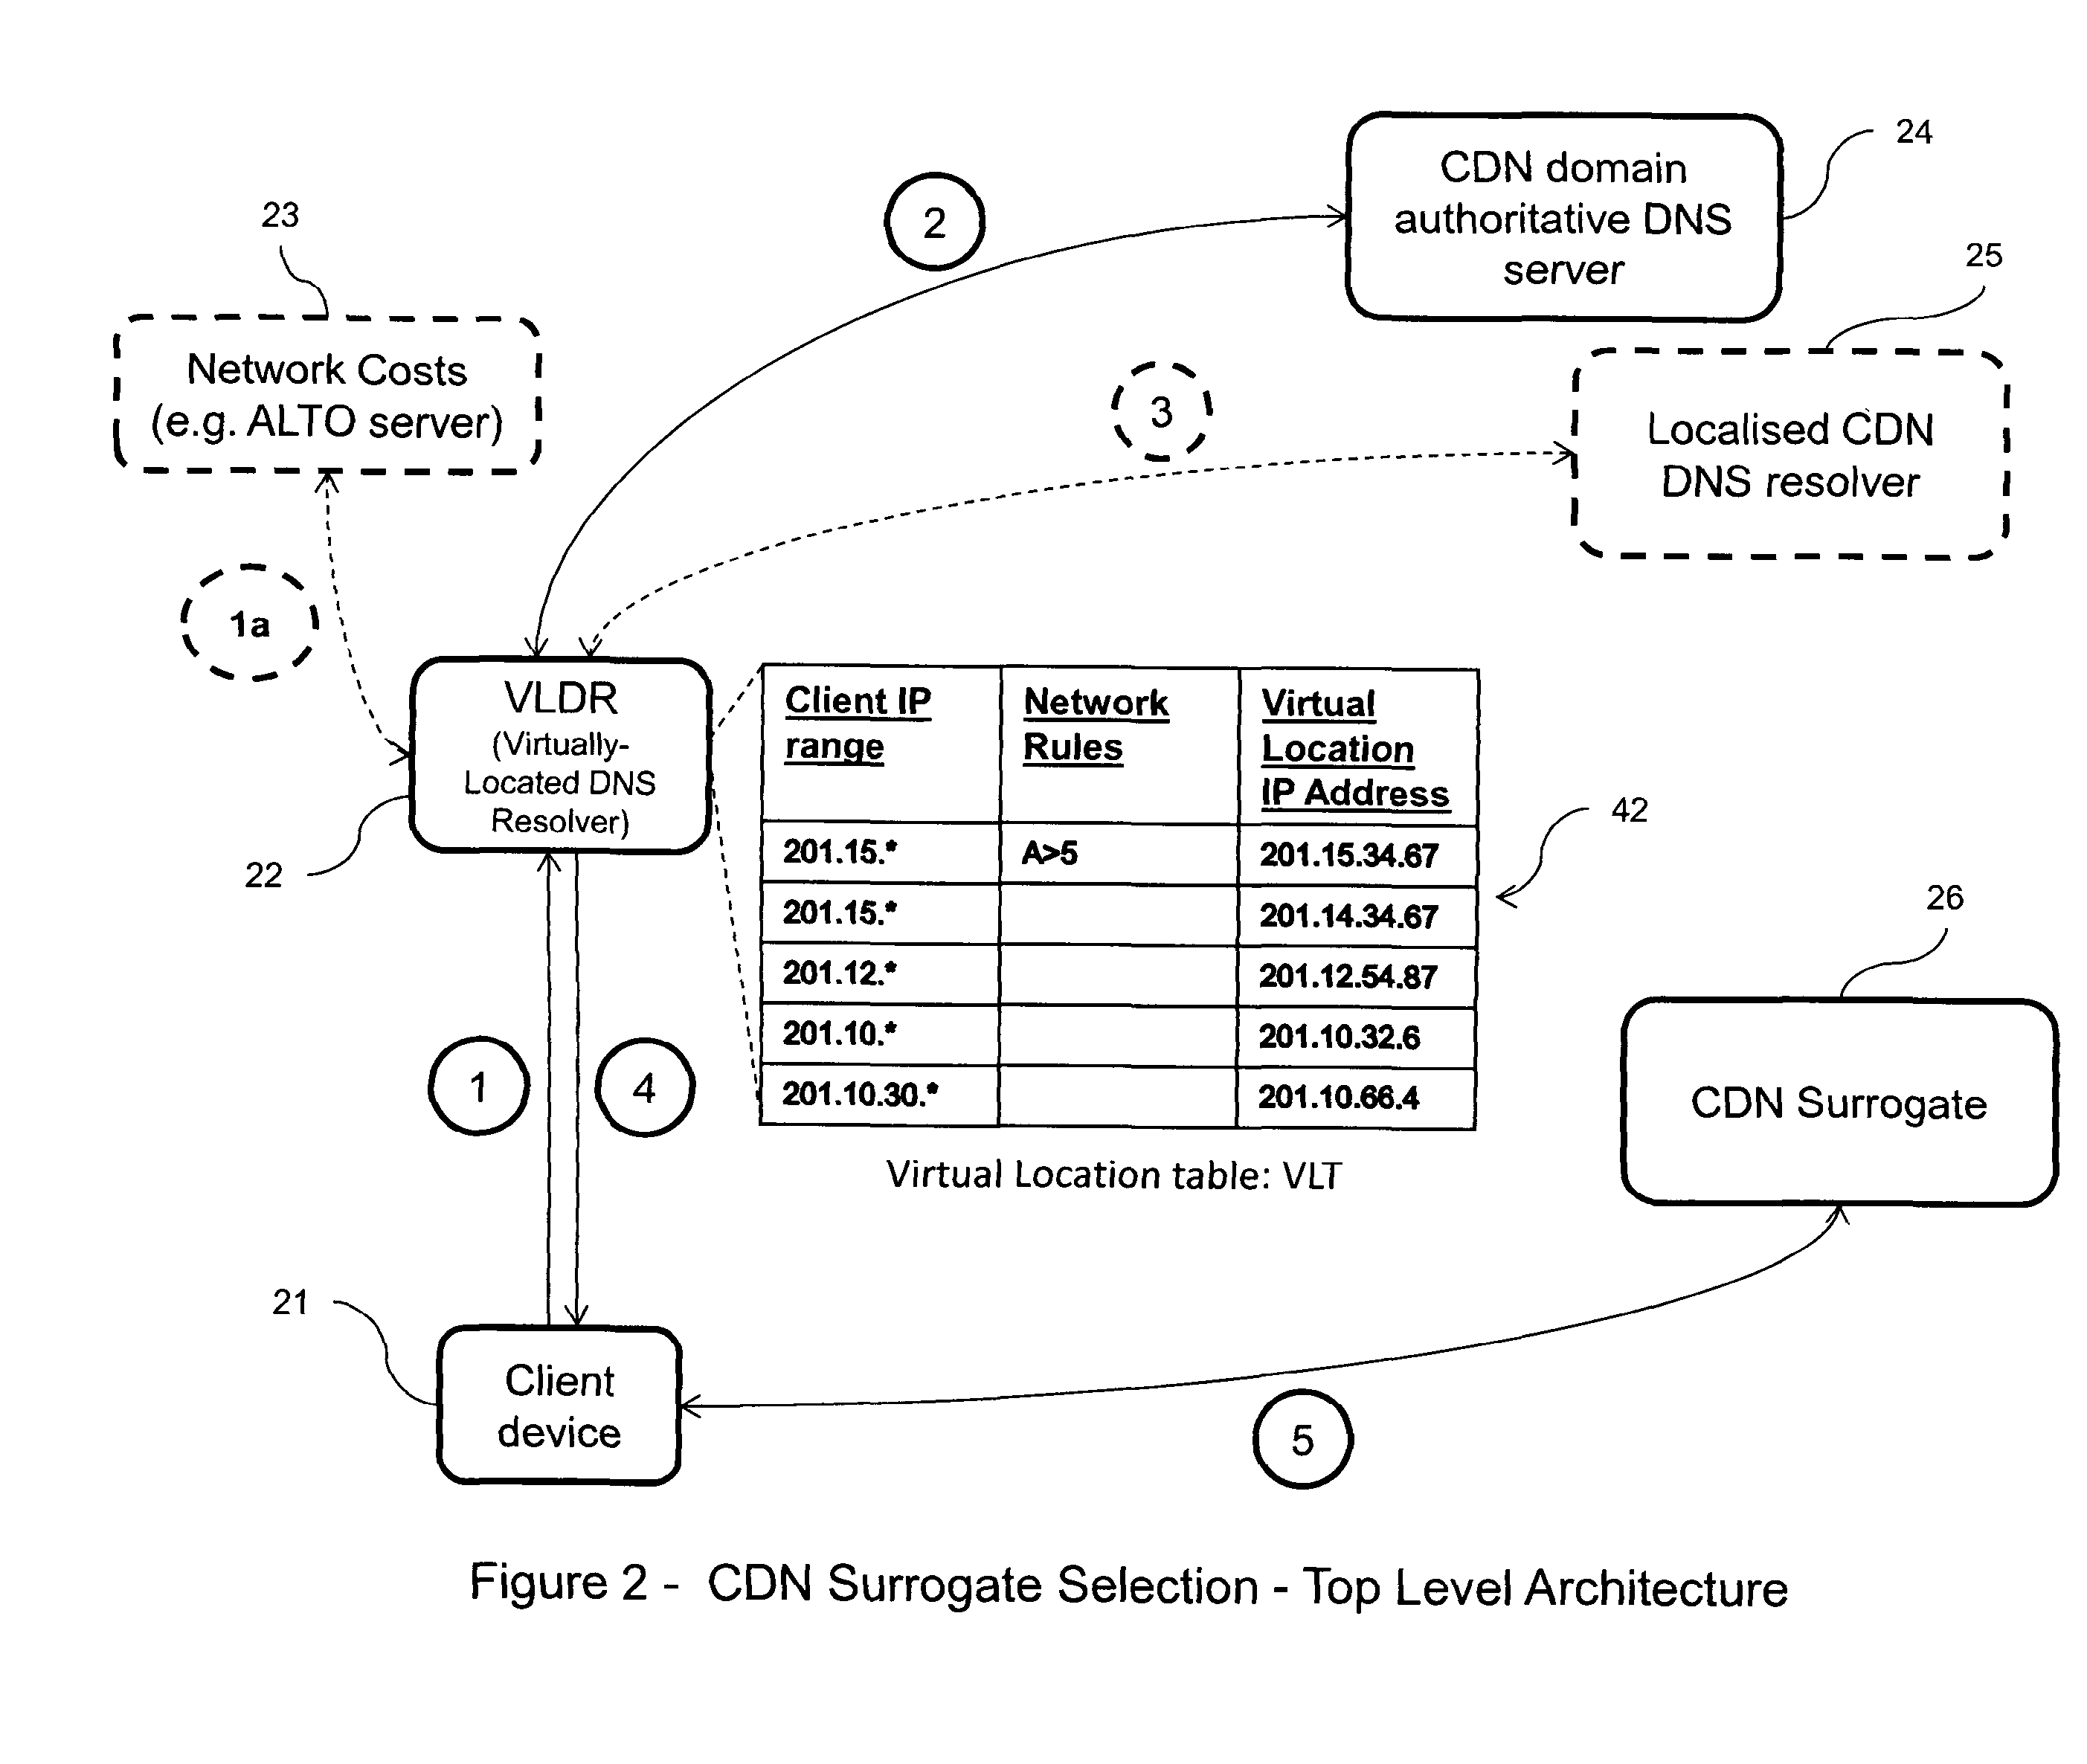 24
CDN domain
authoritative DNS
server
2
23
25
Network Costs
(e.g. ALTO server)
3
Localised CDN
DNS resolver
1a
VLDR
(Virtually-
Located DNS
Resolver)
22
Client IP range Network Rules Virtual Location IP Address
201.15.* A>5 201.15.34.67
201.15.* 201.14.34.67
201.12.* 201.12.54.87
201.10.* 201.10.32.6
201.10.30.* 201.10.66.4
42
Virtual Location table: VLT
26
CDN Surrogate
1
4
21
Client
device
5
Figure 2 - CDN Surrogate Selection - Top Level Architecture